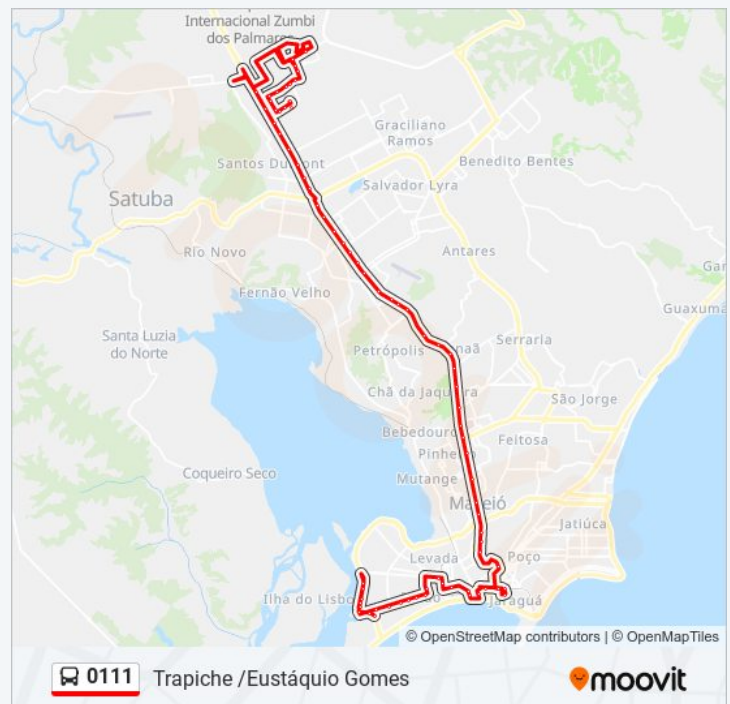 Internacional Zumbi
dos Palmares
Graciliano
Ramos
Benedito Bentes
Santos Dumont
Salvador Lyra
Satuba
Rio Novo
Antares
Fernão Velho
Guaxuma
Santa Luzia
do Norte
Serraria
Petrópolis
Chã da Jaqueira
São Jorge
Bebedouro
Feitosa
Pinheiro
Coqueiro Seco
Mutange
Maceió
Jatiúca
Levada
Poço
Ilha do Lisboa
Jaraguá
© OpenStreetMap contributors | © OpenMapTiles
0111 Trapiche /Eustáquio Gomes
moovit